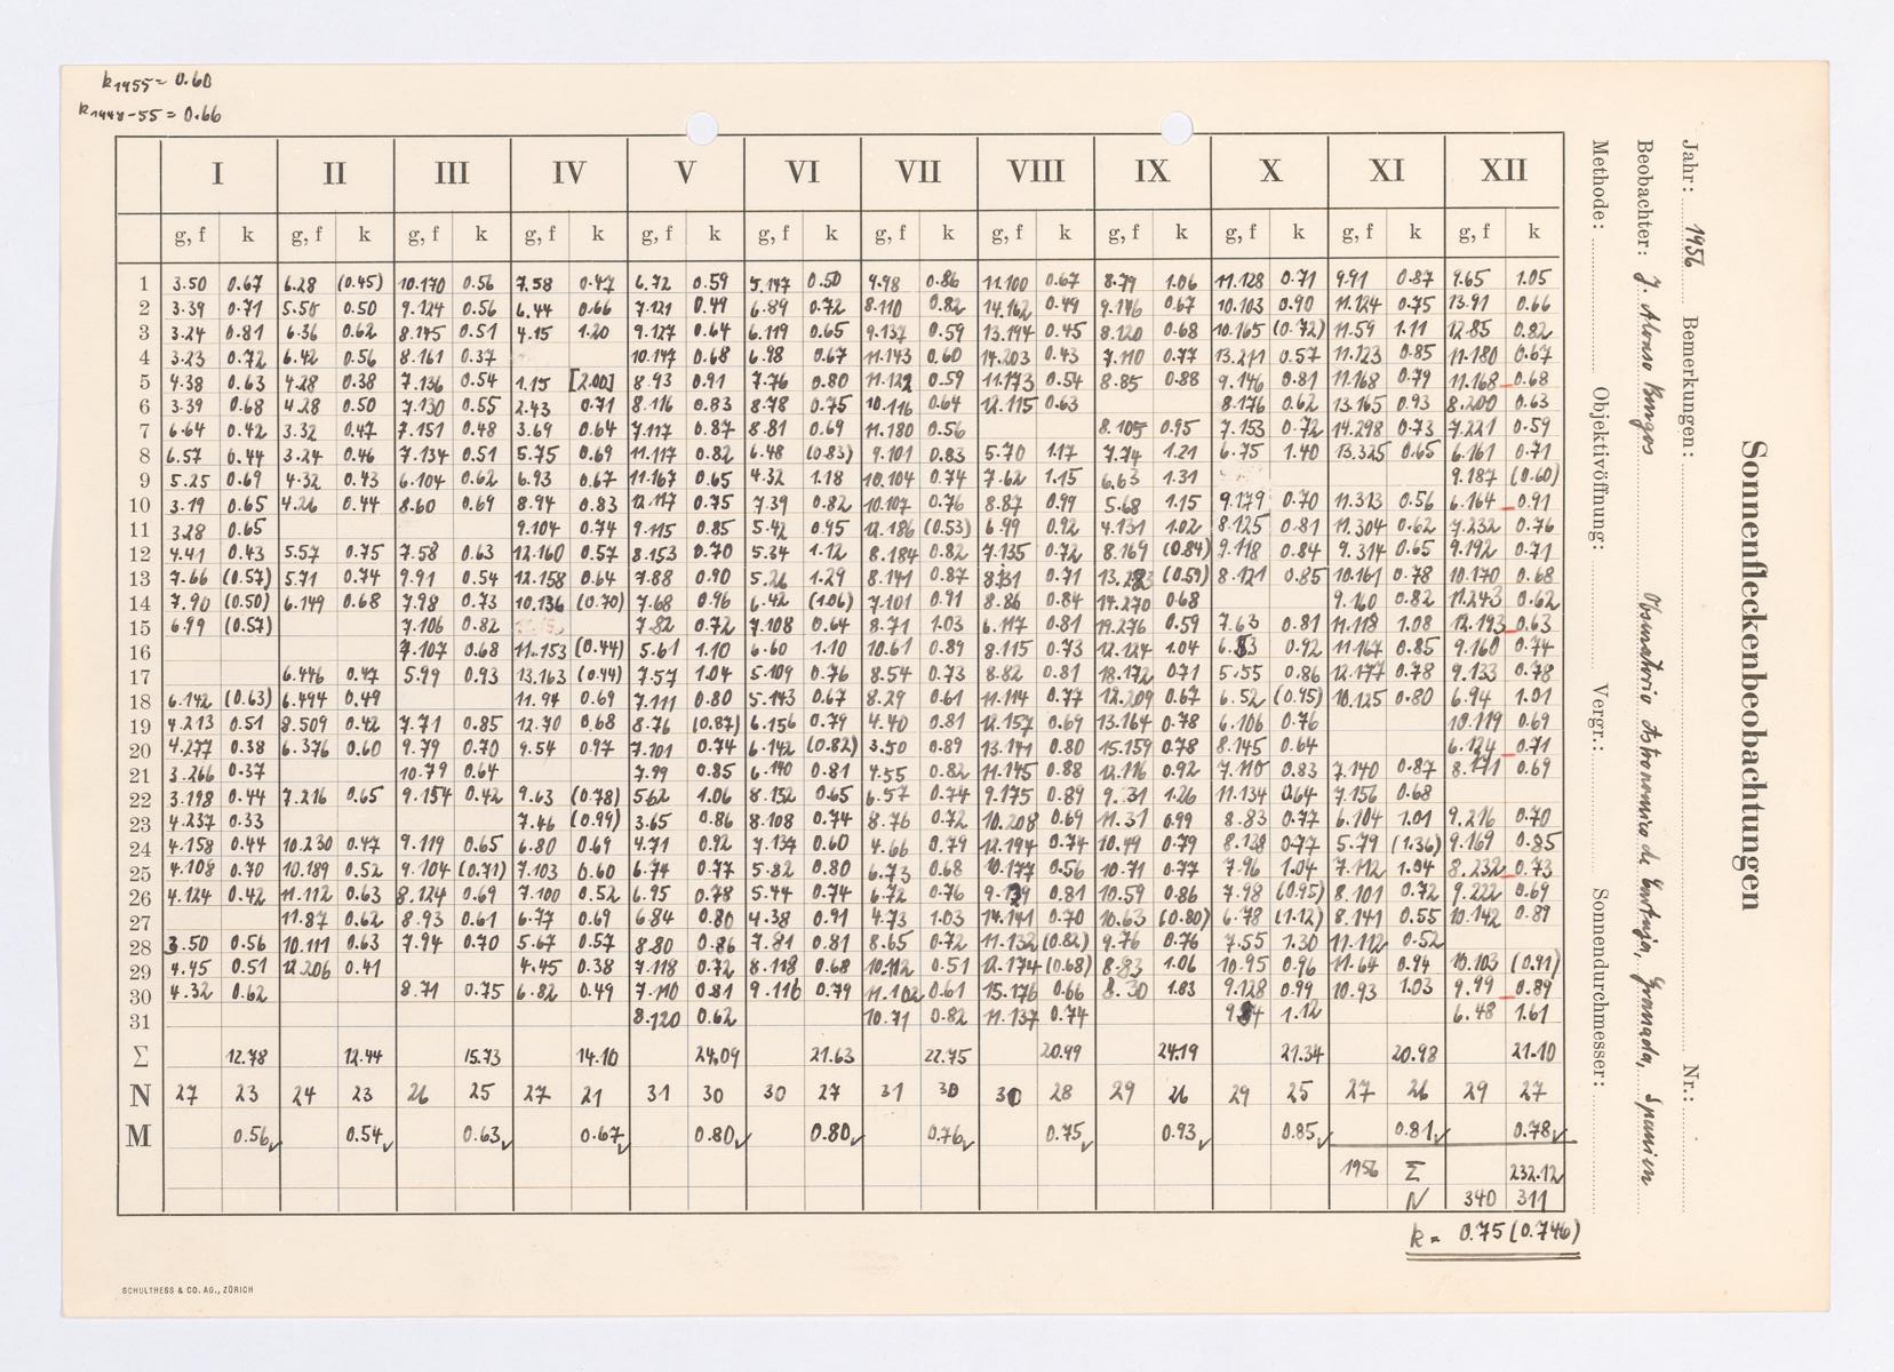 k1955 = 0.60
k1948-55 = 0.66
I II III IV V VI VII VIII IX X XI XII
g, f k g, f k g, f k g, f k g, f k g, f k g, f k g, f k g, f k g, f k g, f k g, f k
1 3.50 0.67 6.28 (0.45) 10.170 0.56 7.58 0.47 6.72 0.59 5.147 0.50 9.98 0.86 11.100 0.67 8.79 1.06 11.128 0.71 9.91 0.87 9.65 1.05
2 3.39 0.71 5.50 0.50 9.124 0.56 6.44 0.66 7.121 0.49 6.89 0.72 8.110 0.82 14.162 0.49 9.146 0.67 10.103 0.90 11.124 0.75 13.91 0.66
3 3.24 0.81 6.36 0.62 8.145 0.51 4.15 1.20 9.127 0.64 6.119 0.65 9.132 0.59 13.194 0.45 8.120 0.68 10.165 (0.72) 11.59 1.11 12.85 0.82
4 3.23 0.72 6.42 0.56 8.161 0.37 10.147 0.68 6.98 0.67 11.143 0.60 14.203 0.43 7.110 0.77 13.211 0.57 11.123 0.85 11.180 0.67
5 4.38 0.63 4.28 0.38 7.136 0.54 1.15 [2.00] 8.93 0.91 7.76 0.80 11.122 0.59 11.173 0.54 8.85 0.88 9.146 0.81 11.168 0.79 11.168 0.68
6 3.39 0.68 4.28 0.50 7.130 0.55 2.43 0.71 8.116 0.83 8.78 0.75 10.116 0.64 12.115 0.63 8.176 0.62 13.165 0.93 8.200 0.63
7 6.64 0.42 3.32 0.47 7.151 0.48 3.69 0.64 7.117 0.87 8.81 0.69 11.180 0.56 8.105 0.95 7.153 0.72 14.298 0.73 7.221 0.59
8 6.57 0.44 3.24 0.46 7.134 0.51 5.75 0.69 11.117 0.82 6.48 (0.83) 9.101 0.83 5.70 1.17 7.74 1.21 6.75 1.40 13.325 0.65 6.161 0.71
9 5.25 0.69 4.32 0.43 6.104 0.62 6.93 0.67 11.167 0.65 4.32 1.18 10.104 0.74 7.62 1.15 6.63 1.31 9.187 (0.60)
10 3.19 0.65 4.26 0.44 8.60 0.69 8.94 0.83 12.117 0.75 7.39 0.82 10.107 0.76 8.87 0.99 5.68 1.15 9.179 0.70 11.313 0.56 6.164 0.91
11 3.28 0.65 9.104 0.74 9.115 0.85 5.42 0.95 12.186 (0.53) 6.99 0.92 4.131 1.02 8.125 0.81 11.304 0.62 7.232 0.76
12 4.41 0.43 5.57 0.75 7.58 0.63 12.160 0.57 8.153 0.70 5.34 1.12 8.184 0.82 7.135 0.72 8.169 (0.84) 9.118 0.84 9.314 0.65 9.192 0.71
13 7.66 (0.57) 5.71 0.74 9.91 0.54 12.158 0.64 7.88 0.90 5.26 1.29 8.141 0.87 8.131 0.71 (0.59) 8.121 0.85 10.161 0.78 10.170 0.68
14 7.90 (0.50) 6.149 0.68 7.98 0.73 10.136 (0.70) 7.68 0.96 6.42 (1.06) 7.101 0.91 8.86 0.84 14.270 0.68 9.160 0.82 11.243 0.62
15 6.99 (0.57) 7.106 0.82 7.82 0.72 7.108 0.64 8.71 1.03 6.117 0.81 19.276 0.59 7.63 0.81 11.118 1.08 12.193 0.63
16 7.107 0.68 11.153 (0.44) 5.61 1.10 6.60 1.10 10.61 0.89 8.115 0.73 12.124 1.04 0.92 11.167 0.85 9.160 0.74
17 6.446 0.47 5.99 0.93 13.163 (0.44) 7.57 1.04 5.109 0.76 8.54 0.73 8.82 0.81 18.172 0.71 5.55 0.86 12.177 0.78 9.133 0.78
18 6.142 (0.63) 6.494 0.49 11.94 0.69 7.111 0.80 5.143 0.67 8.29 0.61 11.114 0.77 12.209 0.67 6.52 (0.95) 10.125 0.80 6.94 1.01
19 4.213 0.51 8.509 0.42 7.71 0.85 12.70 0.68 8.76 (0.87) 6.156 0.79 4.40 0.81 12.157 0.69 13.164 0.78 6.106 0.76 10.119 0.69
20 4.277 0.38 6.376 0.60 9.79 0.70 9.54 0.97 7.101 0.74 6.142 (0.82) 3.50 0.89 13.141 0.80 15.159 0.78 8.145 0.64 6.124 0.71
21 3.266 0.37 10.79 0.64 7.99 0.85 6.140 0.81 4.55 0.82 11.145 0.88 12.116 0.92 7.110 0.83 7.140 0.87 8.171 0.69
22 3.198 0.44 7.216 0.65 9.154 0.42 9.63 (0.78) 5.62 1.06 8.152 0.65 6.57 0.74 9.175 0.89 9.31 1.26 11.134 0.64 7.156 0.68
23 4.237 0.33 7.46 (0.99) 3.65 0.86 8.108 0.74 8.76 0.72 10.208 0.69 11.31 0.99 8.83 0.77 6.104 1.01 9.216 0.70
24 4.158 0.44 10.230 0.47 9.119 0.65 6.80 0.69 4.71 0.92 7.137 0.60 4.66 0.79 12.194 0.74 10.49 0.79 8.128 0.77 5.79 (1.36) 9.169 0.85
25 4.108 0.70 10.189 0.52 9.104 (0.71) 7.103 0.60 6.74 0.77 5.82 0.80 6.73 0.68 10.177 0.56 10.71 0.77 7.96 1.04 7.112 1.04 8.232 0.73
26 4.124 0.42 11.112 0.63 8.124 0.69 7.100 0.52 6.95 0.78 5.44 0.74 6.72 0.76 0.81 10.59 0.86 7.98 (0.95) 8.101 0.72 9.222 0.69
27 11.87 0.62 8.93 0.61 6.77 0.69 6.84 0.80 4.38 0.91 4.73 1.03 14.141 0.70 10.63 (0.80) 6.78 (1.12) 8.141 0.55 10.142 0.89
28 3.50 0.56 10.111 0.63 7.94 0.70 5.67 0.57 8.80 0.86 7.81 0.81 8.65 0.72 11.132 (0.82) 9.76 0.76 7.55 1.30 11.112 0.52
29 4.45 0.51 12.206 0.41 4.45 0.38 7.118 0.72 8.118 0.68 10.112 0.51 12.174 (0.68) 8.83 1.06 10.95 0.96 11.64 0.94 10.103 (0.91)
30 4.32 0.62 8.71 0.75 6.82 0.49 7.110 0.81 9.116 0.79 11.102 0.61 15.176 0.66 8.30 1.83 9.128 0.99 10.93 1.03 9.99 0.89
31 8.120 0.62 10.71 0.82 11.137 0.74 1.12 6.48 1.61
Σ 12.78 12.44 15.73 14.10 24.09 21.63 22.75 20.99 24.19 21.34 20.98 21.10
N 27 23 24 23 26 25 27 21 31 30 30 27 31 30 30 28 29 26 29 25 27 26 29 27
M 0.56✓ 0.54✓ 0.63✓ 0.67✓ 0.80✓ 0.80✓ 0.76✓ 0.75✓ 0.93✓ 0.85✓ 0.81✓ 0.78✓
1956 Σ 232.12
N 340 311
k = 0.75 (0.746)
SCHULTHESS & CO. AG., ZÜRICH
Sonnenfleckenbeobachtungen
Jahr: 1956 Bemerkungen: Nr.:
Beobachter: J. Alonso Burgos Observatorio Astronomico de Cartuja, Granada, Spanien
Methode: Objektivöffnung: Vergr.: Sonnendurchmesser: